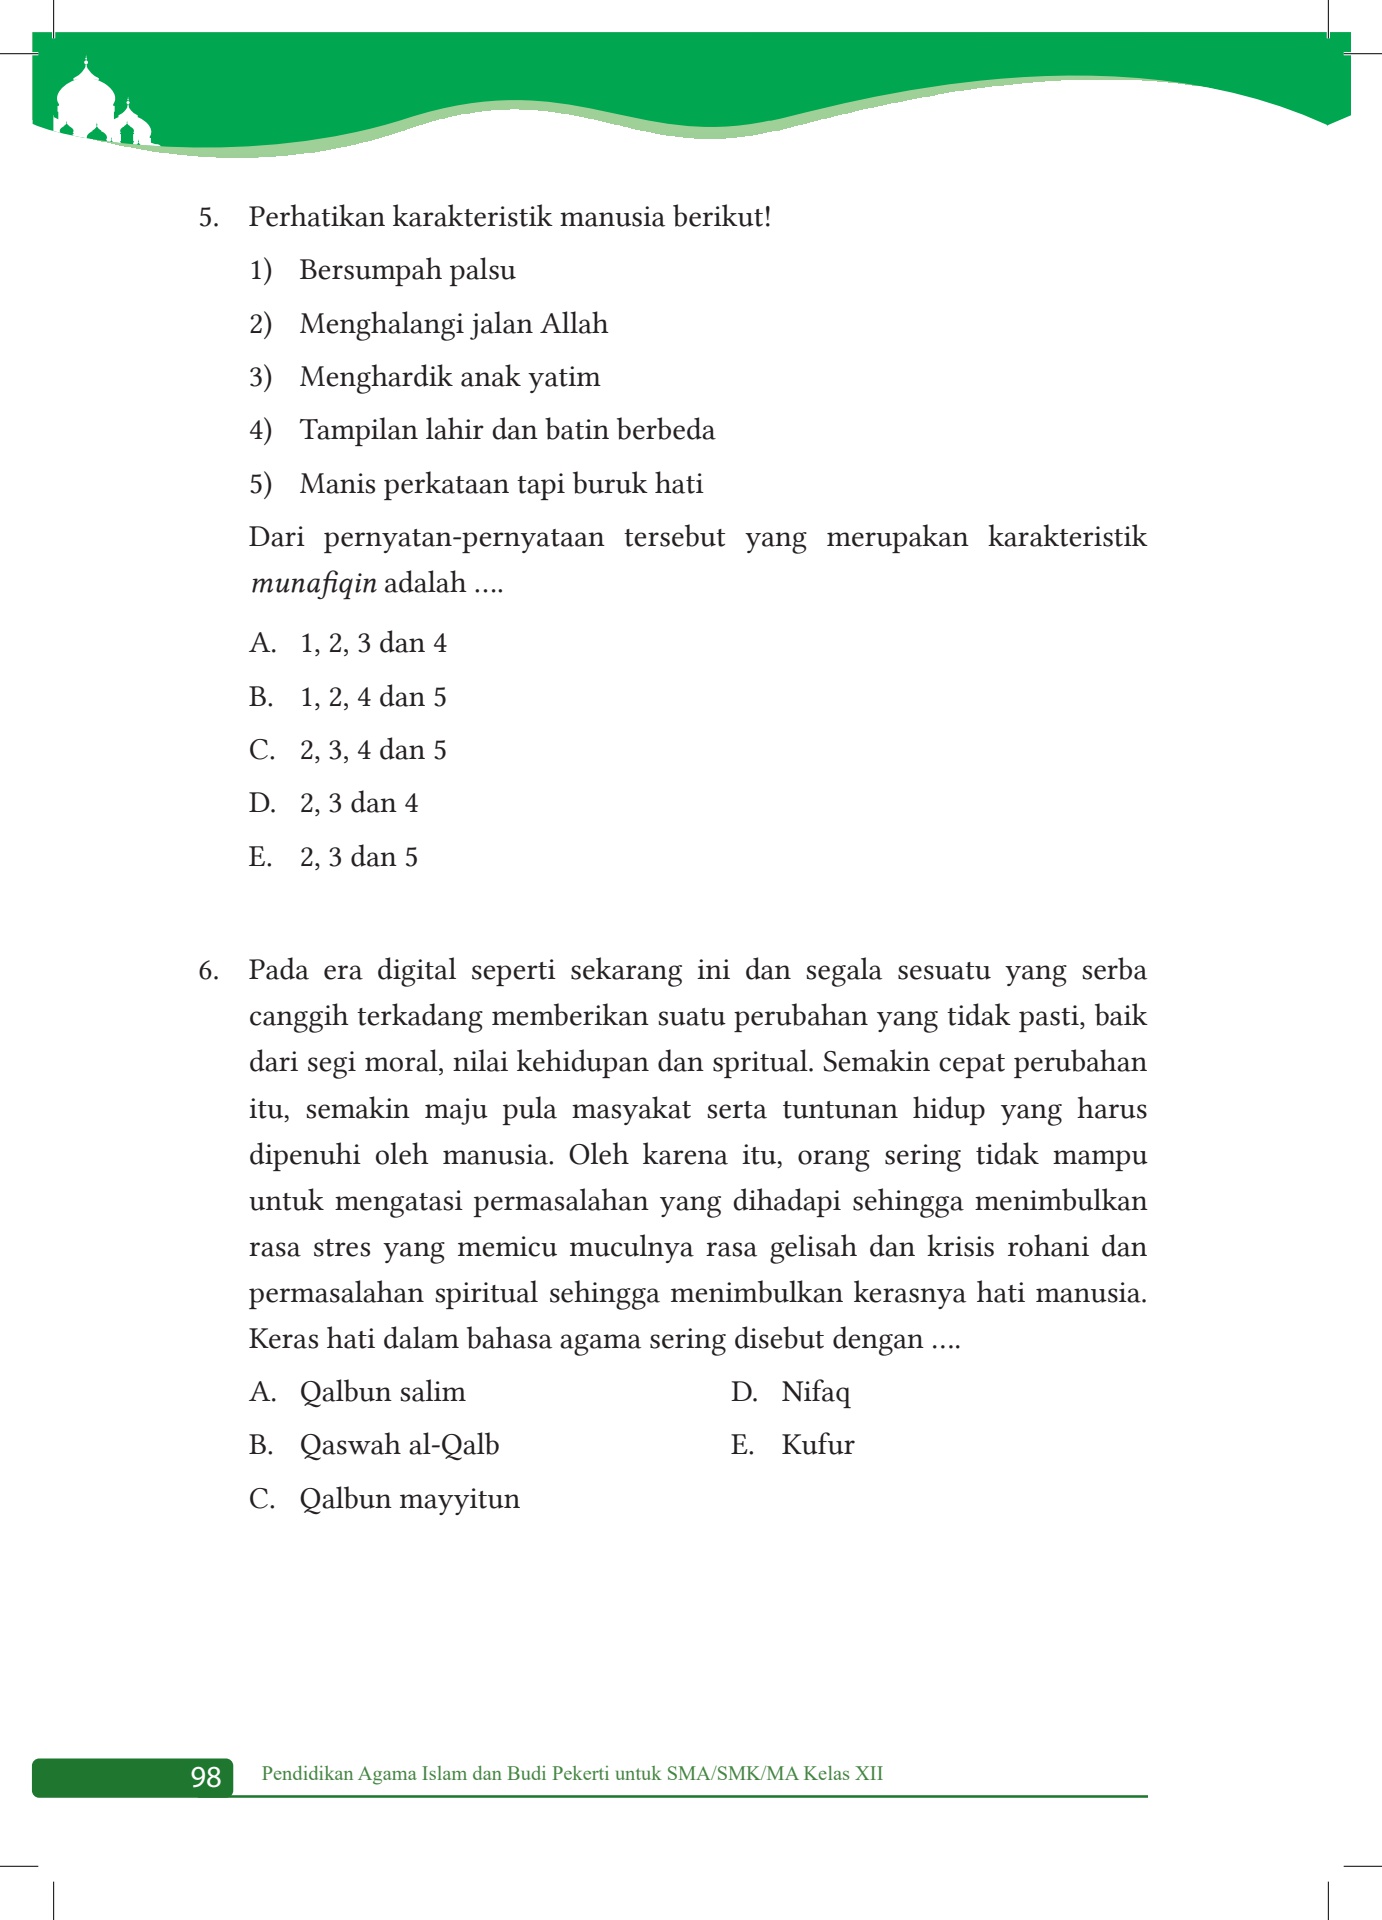 5. Perhatikan karakteristik manusia berikut!
1) Bersumpah palsu
2) Menghalangi jalan Allah
3) Menghardik anak yatim
4) Tampilan lahir dan batin berbeda
5) Manis perkataan tapi buruk hati
Dari pernyatan-pernyataan tersebut yang merupakan karakteristik
munafiqin adalah ....
A. 1, 2, 3 dan 4
B. 1, 2, 4 dan 5
C. 2, 3, 4 dan 5
D. 2, 3 dan 4
E. 2, 3 dan 5
6. Pada era digital seperti sekarang ini dan segala sesuatu yang serba
canggih terkadang memberikan suatu perubahan yang tidak pasti, baik
dari segi moral, nilai kehidupan dan spritual. Semakin cepat perubahan
itu, semakin maju pula masyakat serta tuntunan hidup yang harus
dipenuhi oleh manusia. Oleh karena itu, orang sering tidak mampu
untuk mengatasi permasalahan yang dihadapi sehingga menimbulkan
rasa stres yang memicu muculnya rasa gelisah dan krisis rohani dan
permasalahan spiritual sehingga menimbulkan kerasnya hati manusia.
Keras hati dalam bahasa agama sering disebut dengan ....
A. Qalbun salim
B. Qaswah al-Qalb
C. Qalbun mayyitun
D. Nifaq
E. Kufur
98 Pendidikan Agama Islam dan Budi Pekerti untuk SMA/SMK/MA Kelas XII